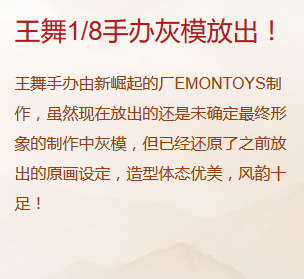 王舞1/8手办灰模放出！
王舞手办由新崛起的厂EMONTOYS制
作，虽然现在放出的还是未确定最终形
象的制作中灰模，但已经还原了之前放
出的原画设定，造型体态优美，风韵十
足！